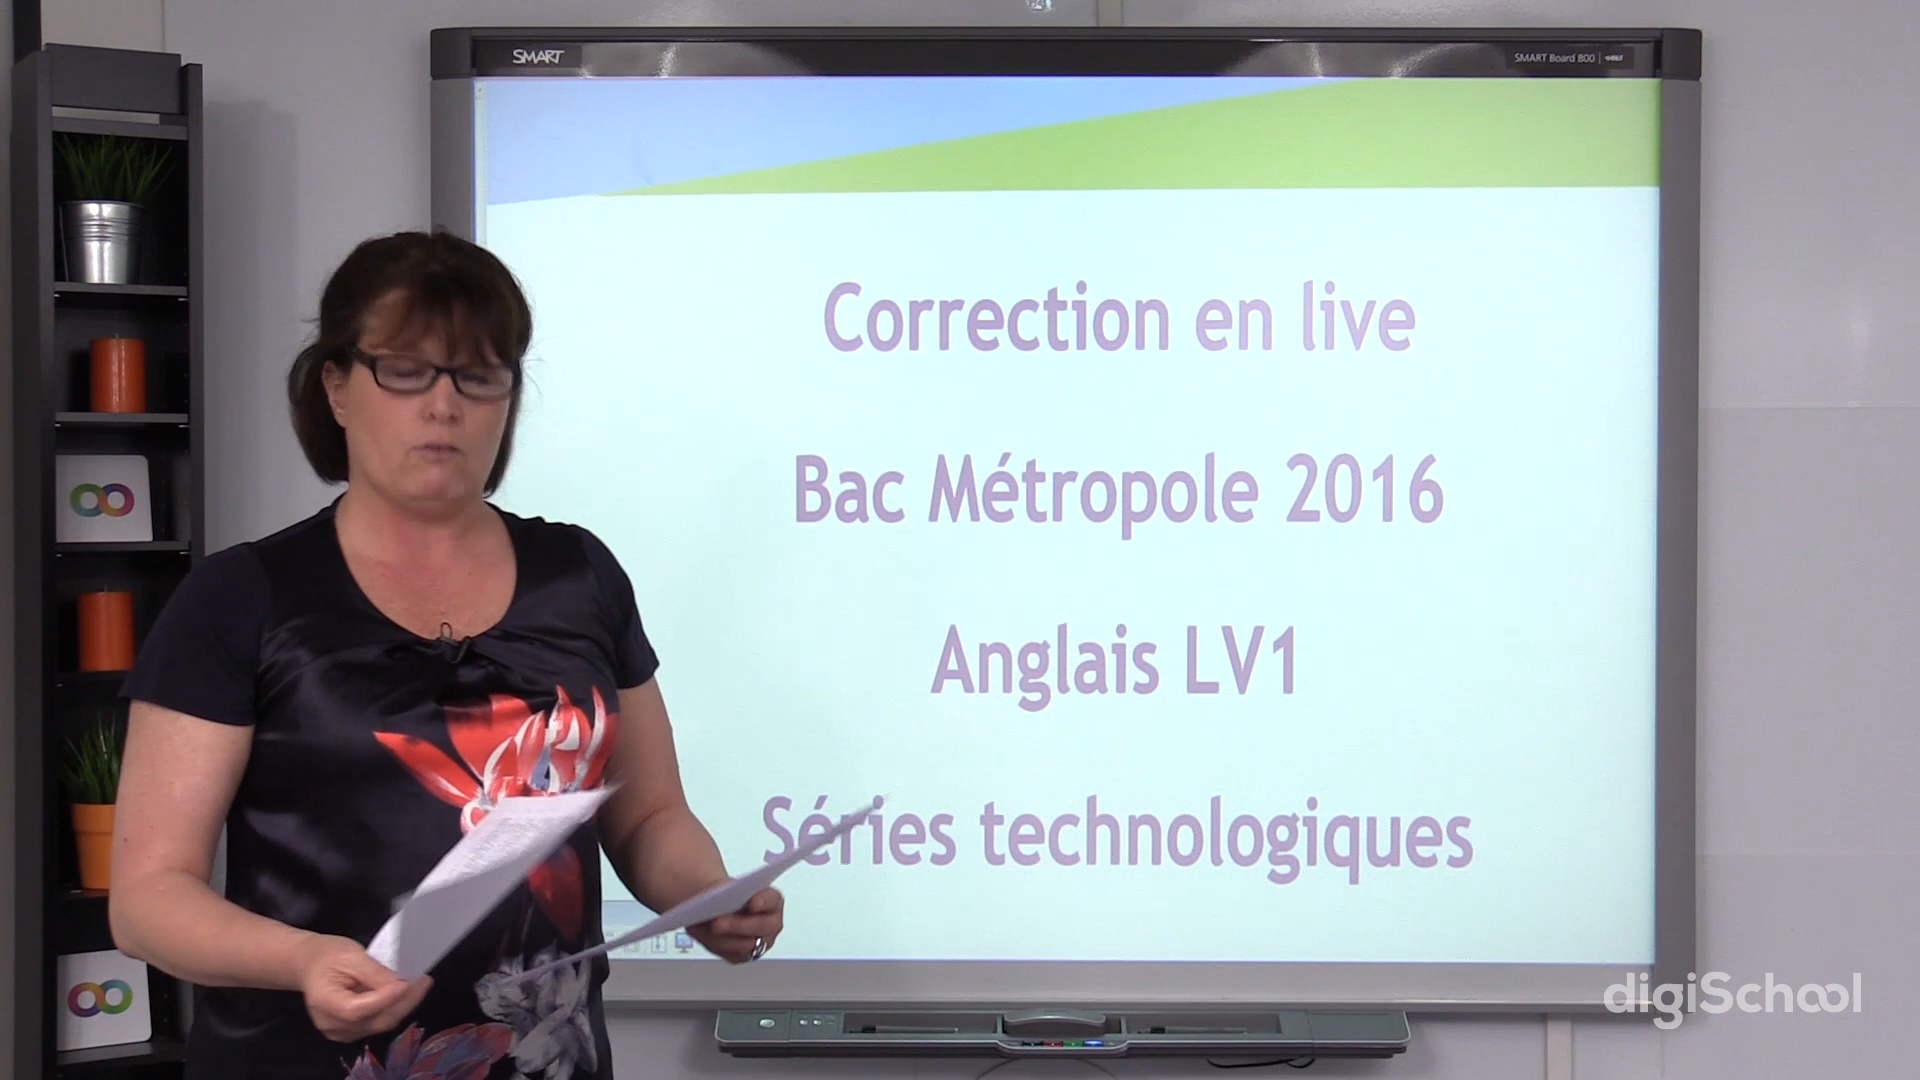 SMART
SMART Board 800
Correction en live
Bac Métropole 2016
Anglais LV1
Séries technologiques
digiSchool